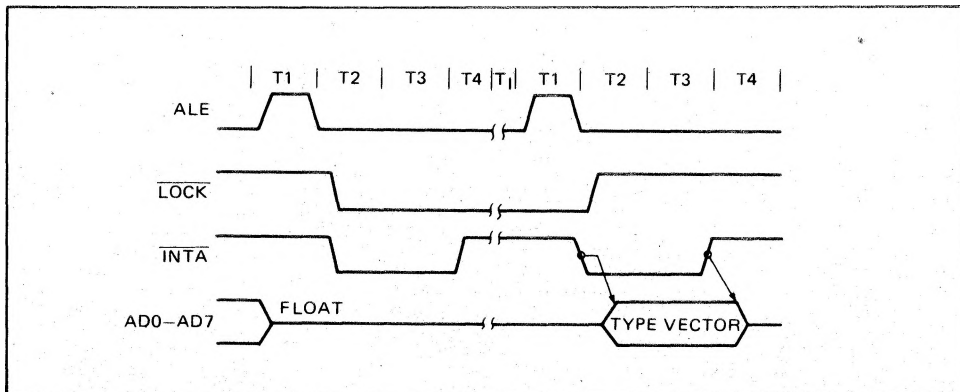 | T1 | T2 | T3 | T4 |TI| T1 | T2 | T3 | T4 |
ALE
LOCK
INTA
FLOAT
AD0–AD7
TYPE VECTOR